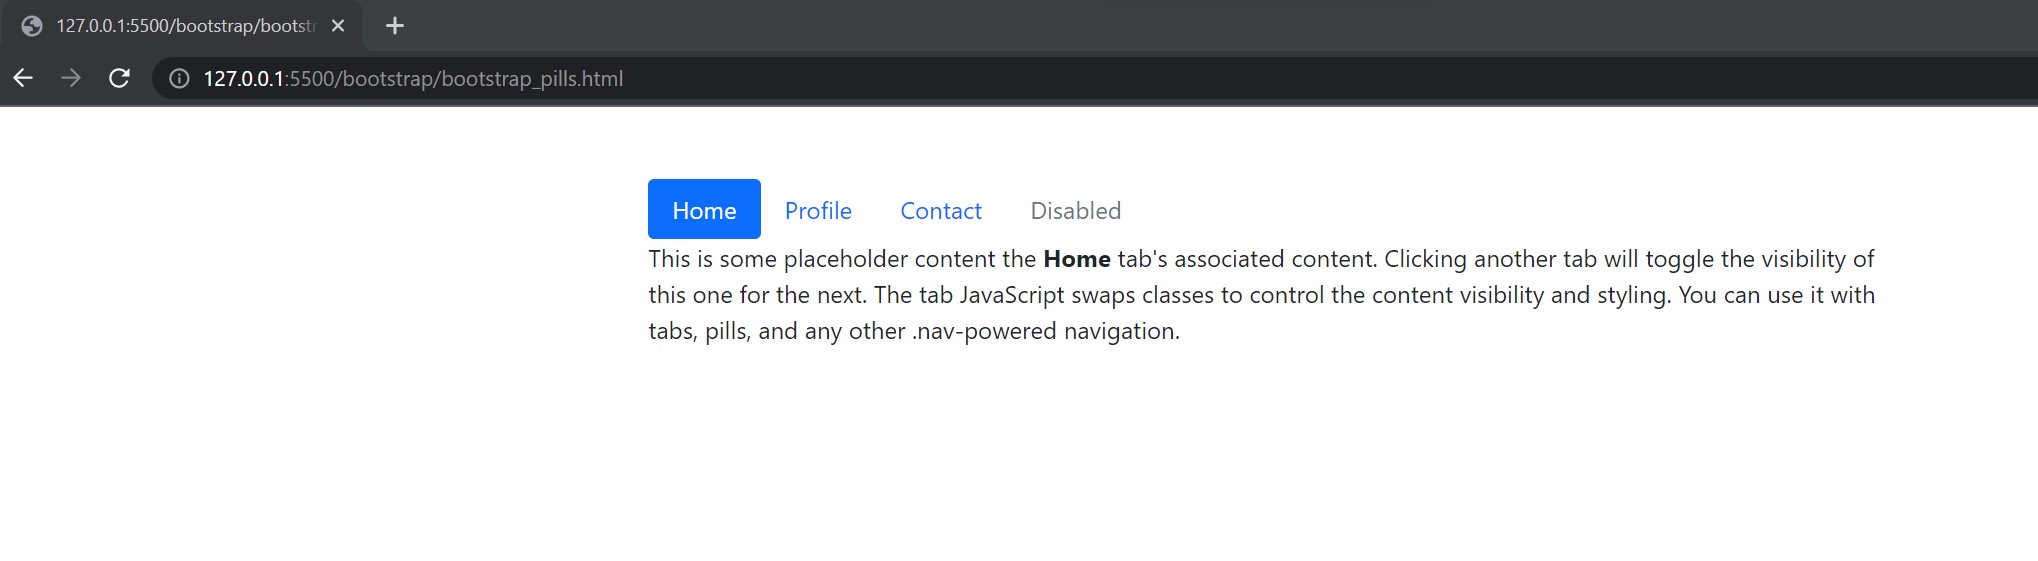 127.0.0.1:5500/bootstrap/bootst
127.0.0.1:5500/bootstrap/bootstrap_pills.html
Home Profile Contact Disabled
This is some placeholder content the Home tab's associated content. Clicking another tab will toggle the visibility of
this one for the next. The tab JavaScript swaps classes to control the content visibility and styling. You can use it with
tabs, pills, and any other .nav-powered navigation.